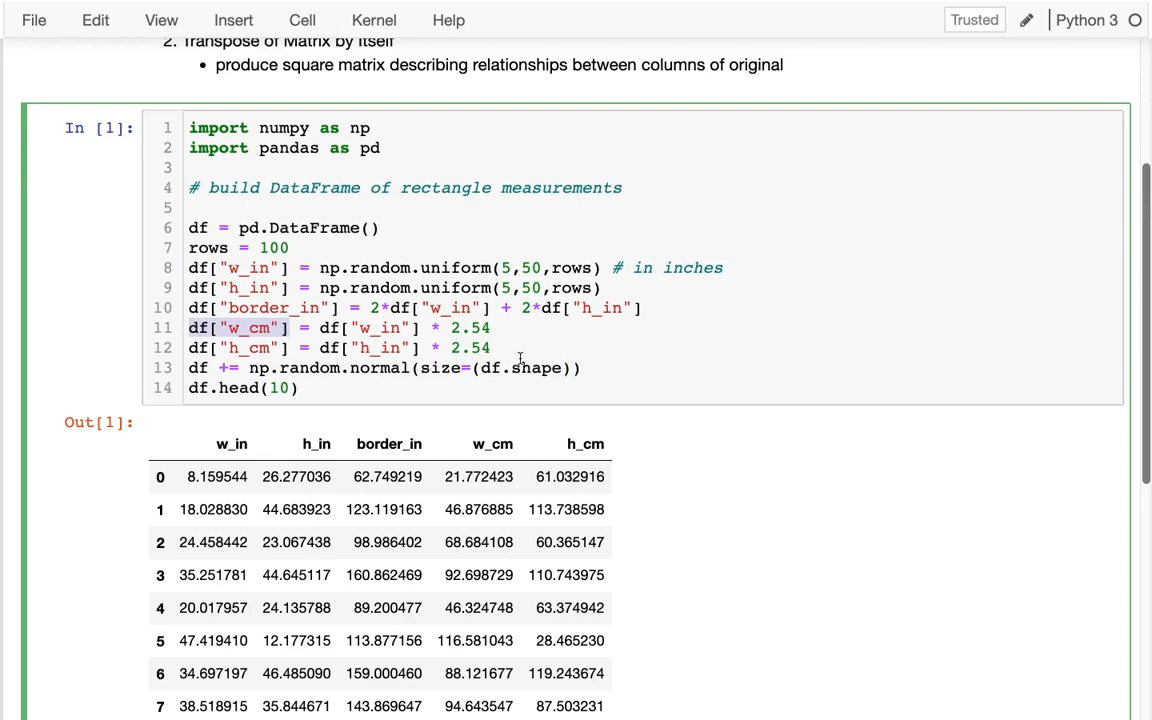 File Edit View Insert Cell Kernel Help Trusted Python 3
2. Transpose of Matrix by Itself
• produce square matrix describing relationships between columns of original
In [1]:
1 import numpy as np
2 import pandas as pd
3
4 # build DataFrame of rectangle measurements
5
6 df = pd.DataFrame()
7 rows = 100
8 df["w_in"] = np.random.uniform(5,50,rows) # in inches
9 df["h_in"] = np.random.uniform(5,50,rows)
10 df["border_in"] = 2*df["w_in"] + 2*df["h_in"]
11 df["w_cm"] = df["w_in"] * 2.54
12 df["h_cm"] = df["h_in"] * 2.54
13 df += np.random.normal(size=(df.shape))
14 df.head(10)
Out[1]:
w_in h_in border_in w_cm h_cm
0 8.159544 26.277036 62.749219 21.772423 61.032916
1 18.028830 44.683923 123.119163 46.876885 113.738598
2 24.458442 23.067438 98.986402 68.684108 60.365147
3 35.251781 44.645117 160.862469 92.698729 110.743975
4 20.017957 24.135788 89.200477 46.324748 63.374942
5 47.419410 12.177315 113.877156 116.581043 28.465230
6 34.697197 46.485090 159.000460 88.121677 119.243674
7 38.518915 35.844671 143.869647 94.643547 87.503231